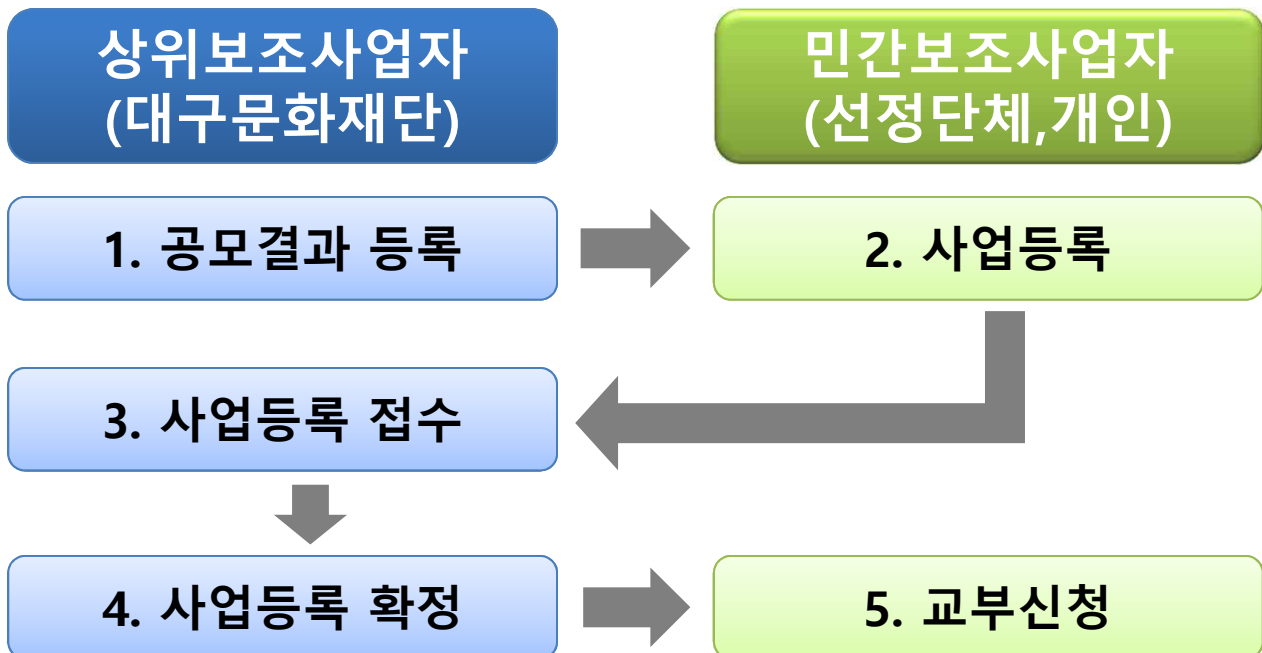 상위보조사업자
(대구문화재단)
민간보조사업자
(선정단체,개인)
1. 공모결과 등록
2. 사업등록
3. 사업등록 접수
4. 사업등록 확정
5. 교부신청